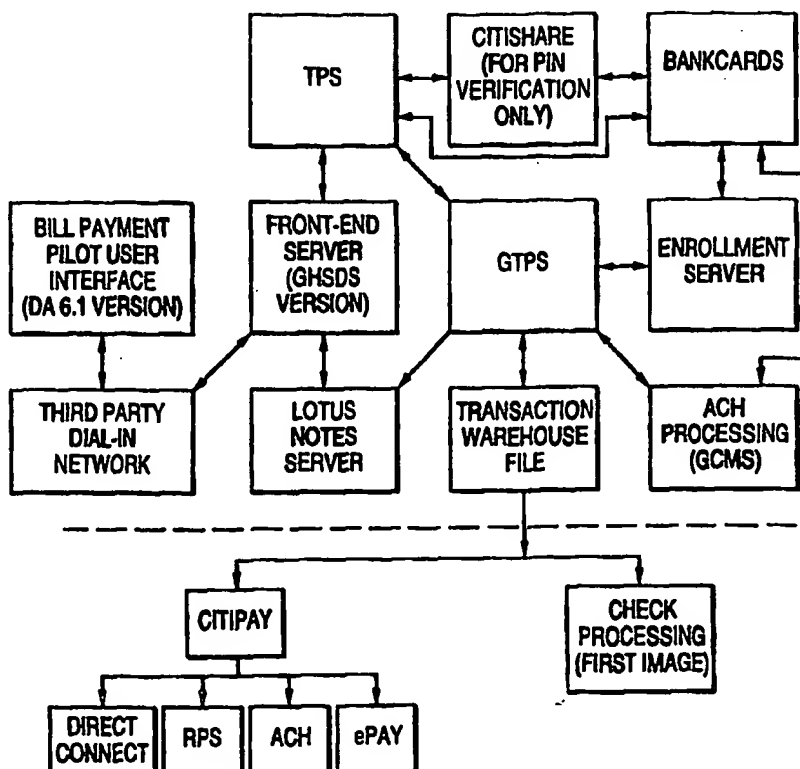 TPS
CITISHARE
(FOR PIN
VERIFICATION
ONLY)
BANKCARDS
BILL PAYMENT
PILOT USER
INTERFACE
(DA 6.1 VERSION)
FRONT-END
SERVER
(GHSDS
VERSION)
GTPS
ENROLLMENT
SERVER
THIRD PARTY
DIAL-IN
NETWORK
LOTUS
NOTES
SERVER
TRANSACTION
WAREHOUSE
FILE
ACH
PROCESSING
(GCMS)
CITIPAY
CHECK
PROCESSING
(FIRST IMAGE)
DIRECT
CONNECT
RPS
ACH
ePAY